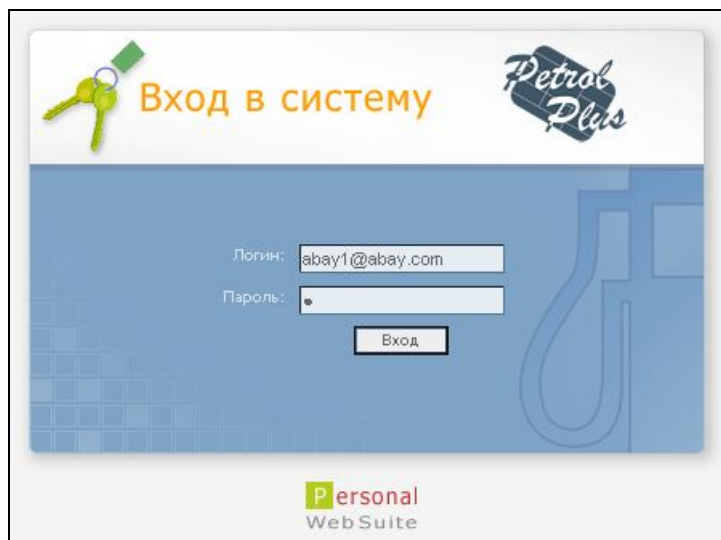 Вход в систему
Petrol
Plus
Логин: abay1@abay.com
Пароль: •
Вход
Personal
WebSuite